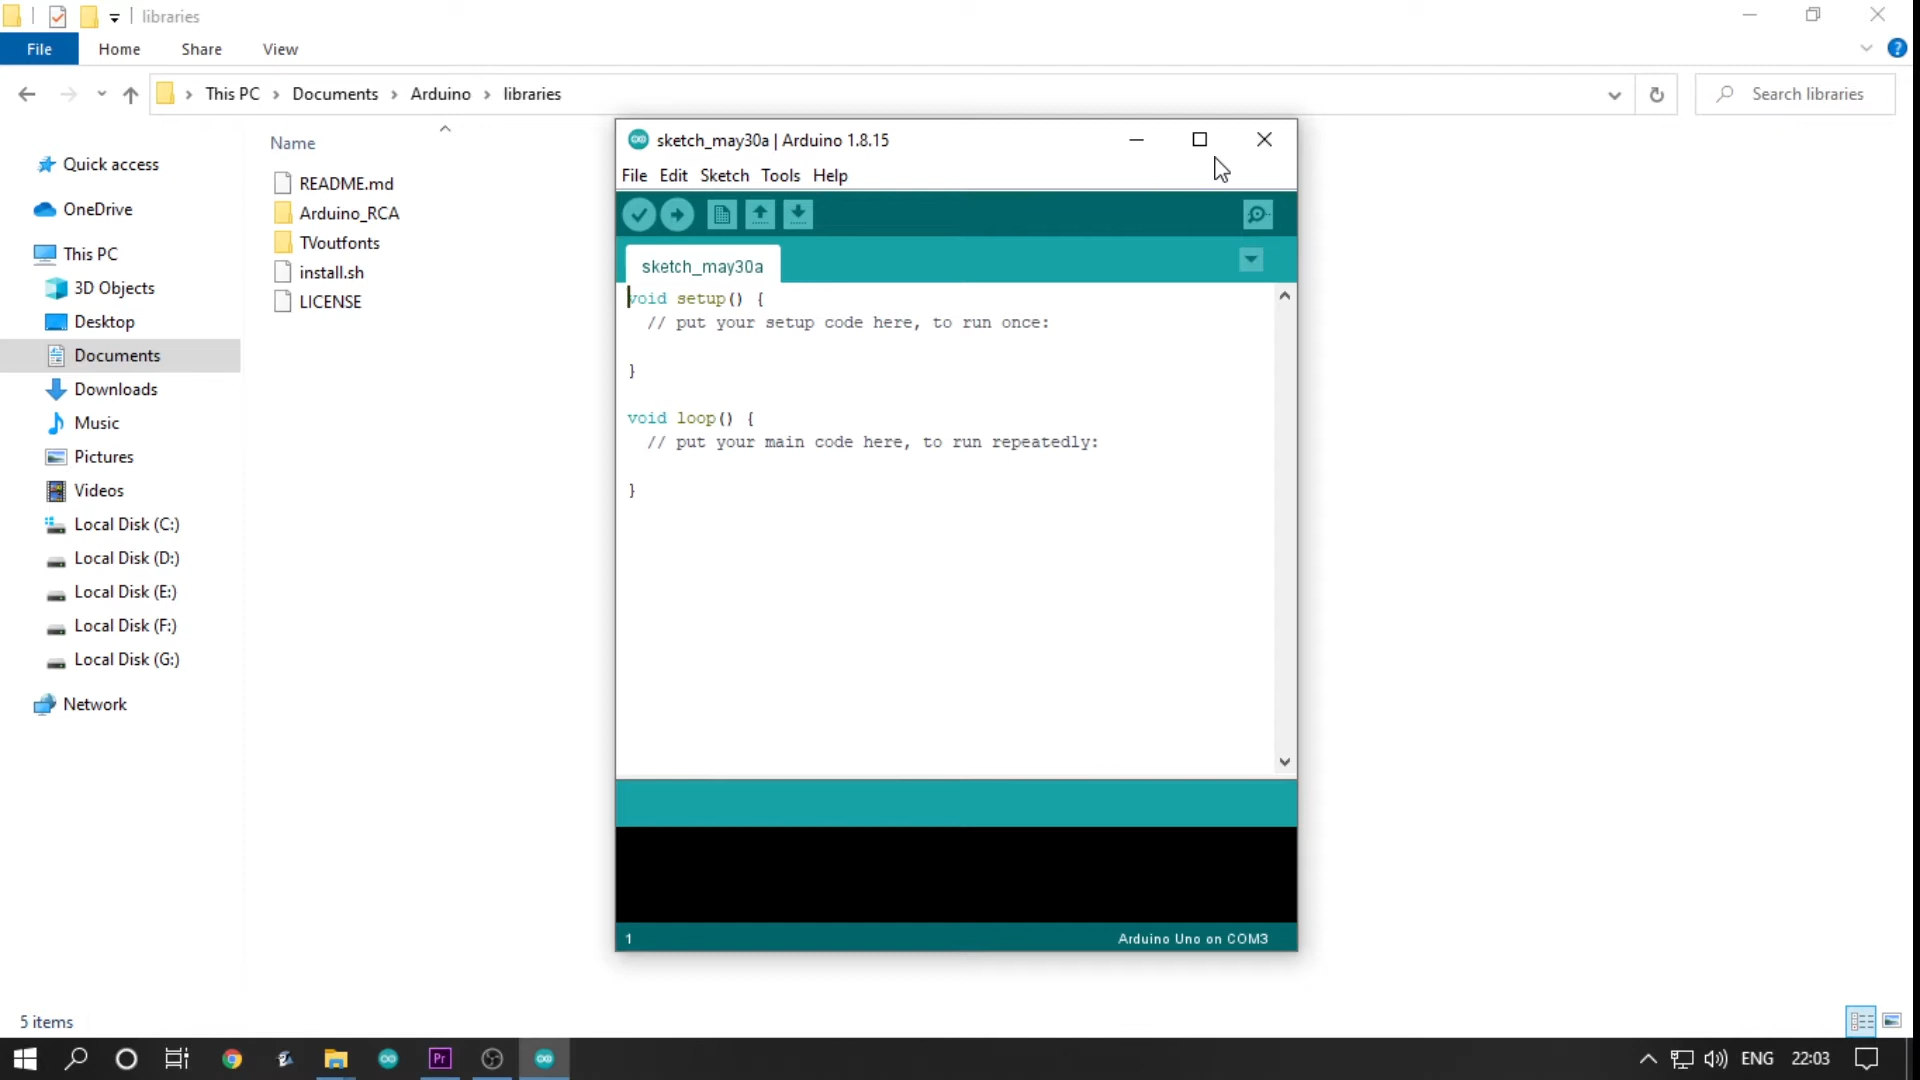 libraries
File Home Share View
This PC Documents Arduino libraries
Search libraries
Name
Quick access
OneDrive
This PC
3D Objects
Desktop
Documents
Downloads
Music
Pictures
Videos
Local Disk (C:)
Local Disk (D:)
Local Disk (E:)
Local Disk (F:)
Local Disk (G:)
Network
README.md
Arduino_RCA
TVoutfonts
install.sh
LICENSE
sketch_may30a | Arduino 1.8.15
File Edit Sketch Tools Help
sketch_may30a
void setup() {
// put your setup code here, to run once:
}
void loop() {
// put your main code here, to run repeatedly:
}
1 Arduino Uno on COM3
5 items
Pr
ENG 22:03